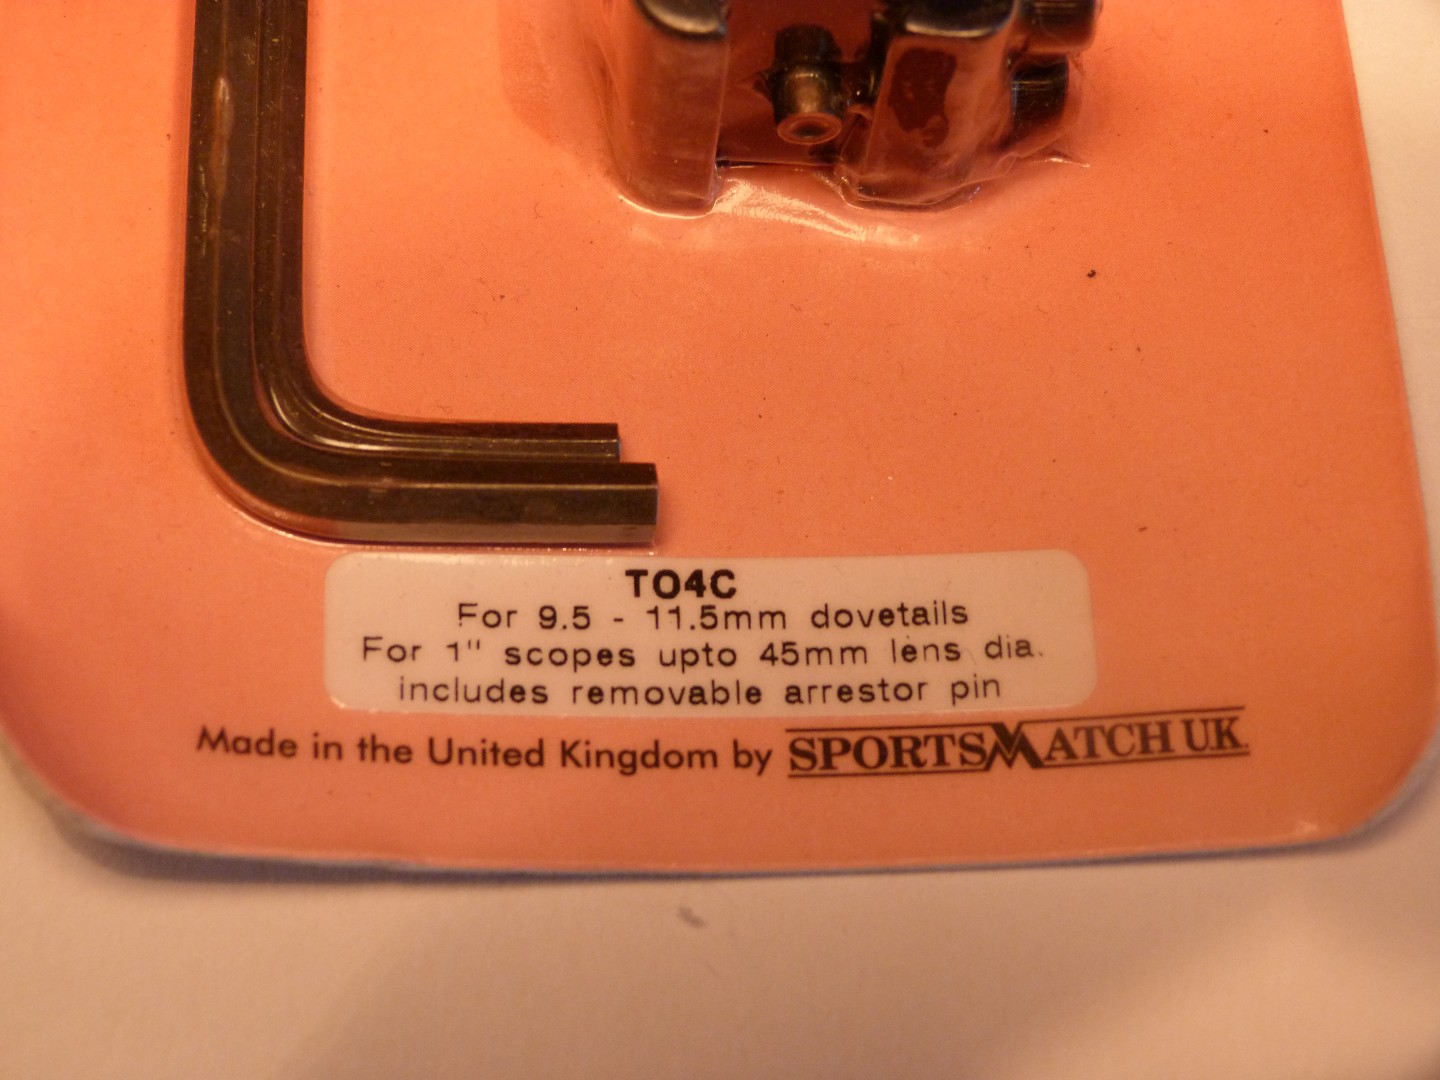 TO4C
For 9.5 - 11.5mm dovetails
For 1" scopes upto 45mm lens dia.
includes removable arrestor pin
Made in the United Kingdom by SPORTSMATCH UK.